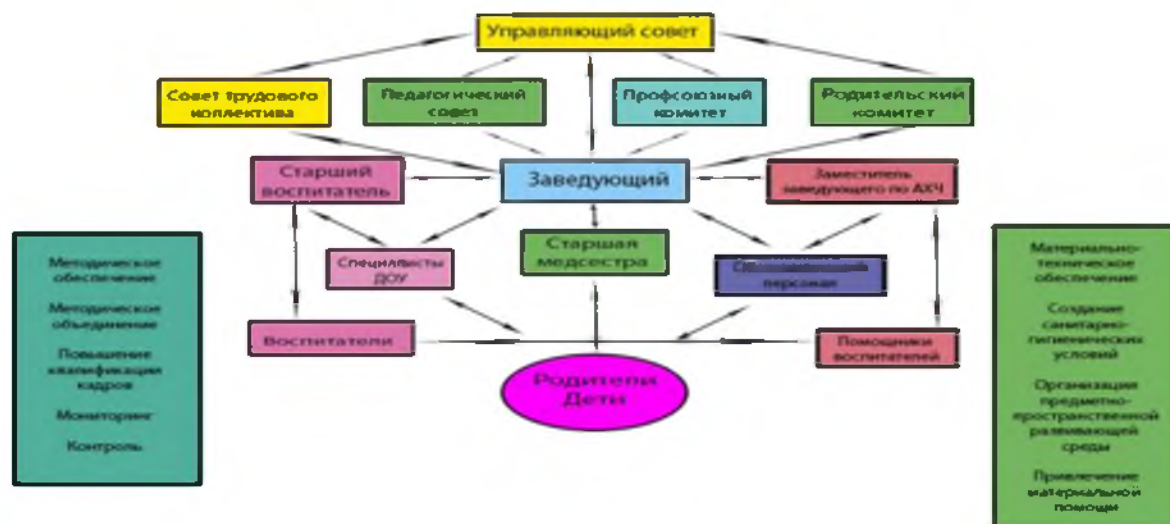 Управляющий совет
Совет трудового
коллектива
Педагогический
совет
Профсоюзный
комитет
Родительский
комитет
Старший
воспитатель
Заведующий
Заместитель
заведующего по АХЧ
Специалисты
ДОУ
Старшая
медсестра
персонал
Воспитатели
Помощники
воспитателей
Родители
Дети
Методическое
обеспечение
Методическое
объединение
Повышение
квалификации
кадров
Мониторинг
Контроль
Материально-
техническое
обеспечение
Создание
санитарно-
гигиенических
условий
Организация
предметно-
пространственной
развивающей
среды
Привлечение
материальной
помощи